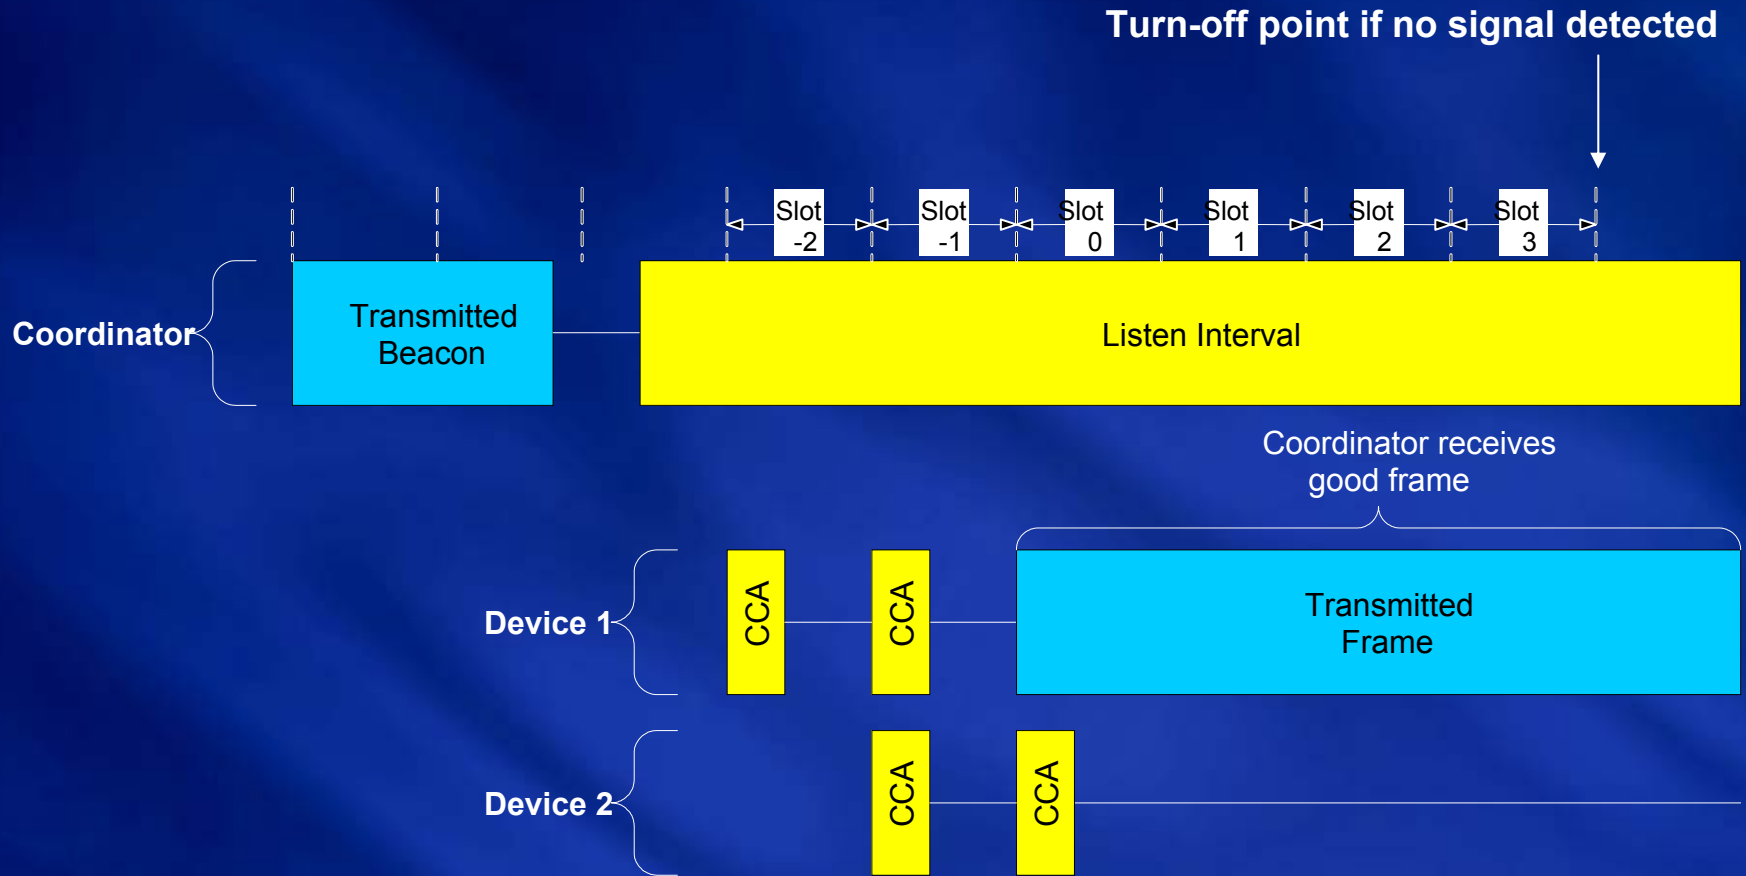 Turn-off point if no signal detected
Slot
-2
Slot
-1
Slot
0
Slot
1
Slot
2
Slot
3
Coordinator
Transmitted
Beacon
Listen Interval
Coordinator receives
good frame
Device 1
CCA
CCA
Transmitted
Frame
Device 2
CCA
CCA